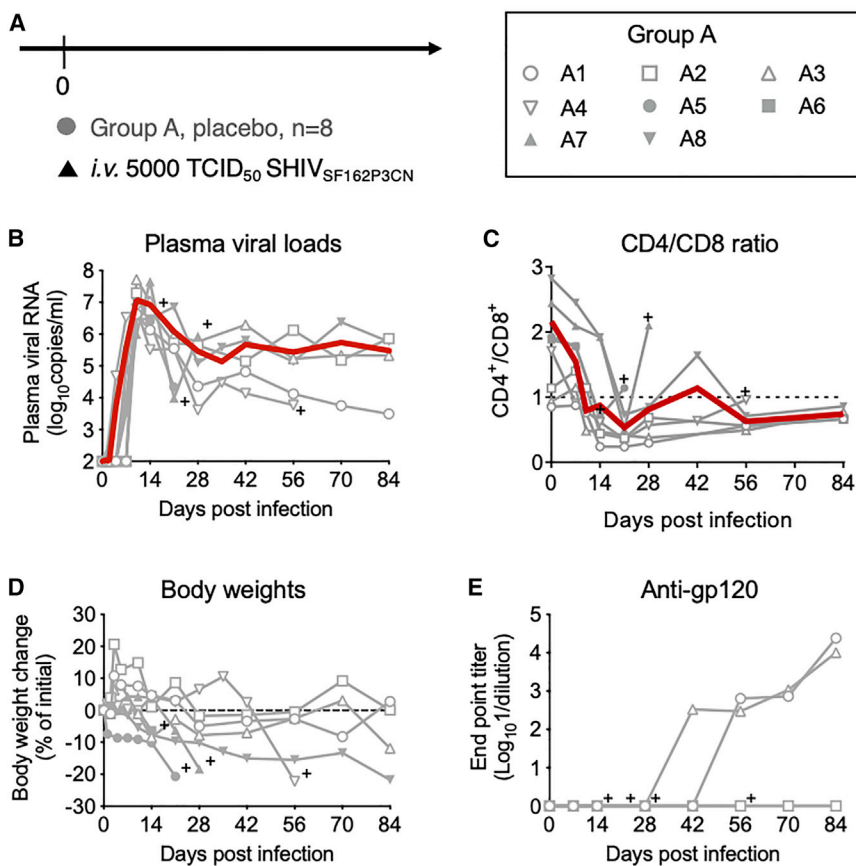 A
0
Group A, placebo, n=8
i.v. 5000 TCID50 SHIVSF162P3CN
Group A
A1 A2 A3
A4 A5 A6
A7 A8
B
Plasma viral loads
Plasma viral RNA
(log10copies/ml)
8
7
6
5
4
3
2
0 14 28 42 56 70 84
Days post infection
+ + + +
C
CD4/CD8 ratio
CD4+/CD8+
3
2
1
0
0 14 28 42 56 70 84
Days post infection
+ + + +
D
Body weights
Body weight change
(% of initial)
30
20
10
0
-10
-20
-30
0 14 28 42 56 70 84
Days post infection
+ + + +
E
Anti-gp120
End point titer
(Log10 1/dilution)
5
4
3
2
1
0
0 14 28 42 56 70 84
Days post infection
+ + + +